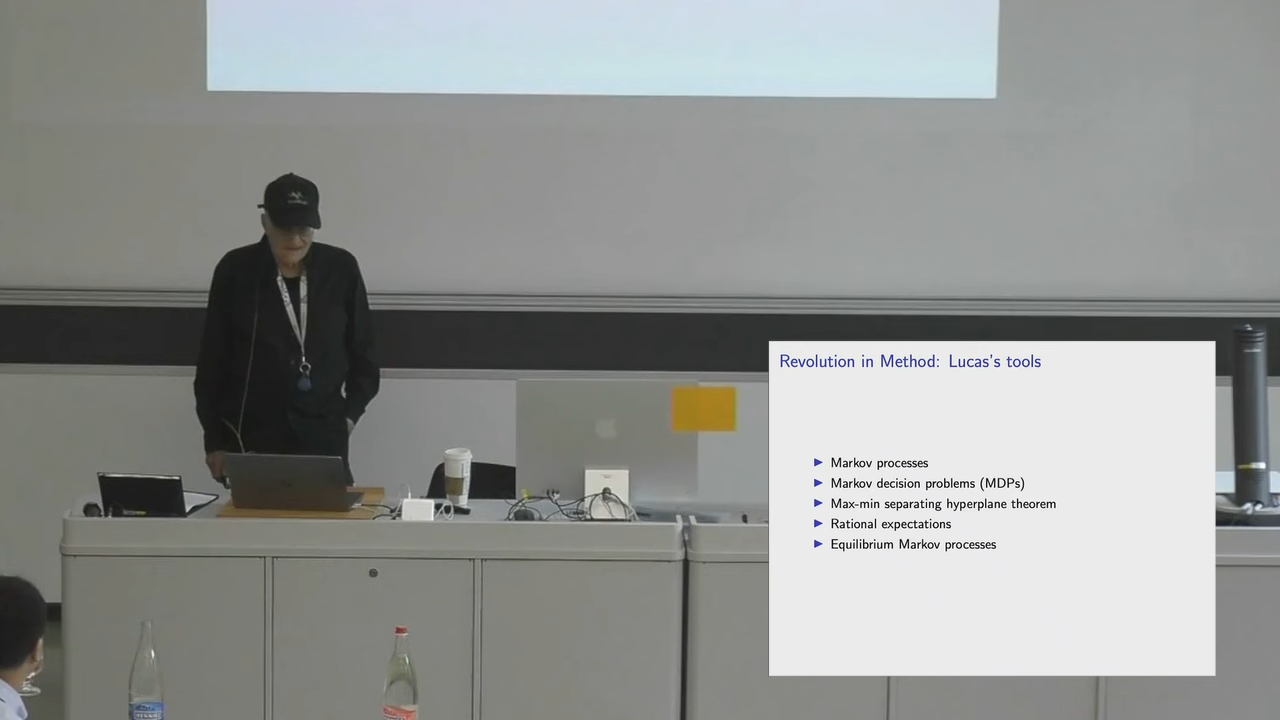 Revolution in Method: Lucas's tools
Markov processes
Markov decision problems (MDPs)
Max-min separating hyperplane theorem
Rational expectations
Equilibrium Markov processes